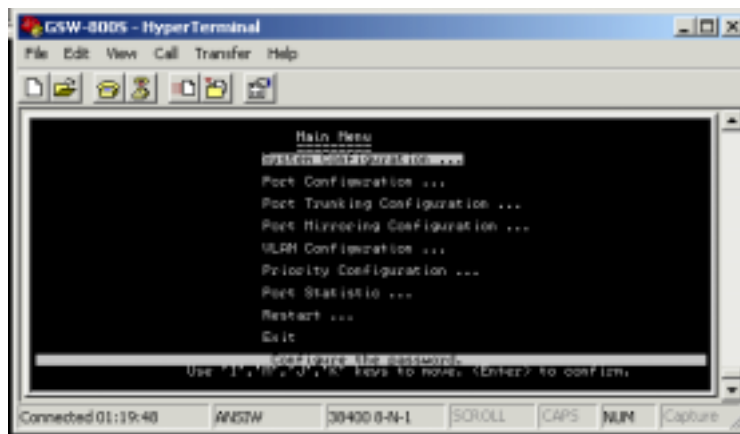 GSW-800S - HyperTerminal
File Edit View Call Transfer Help
Main Menu
System Configuration ...
Port Configuration ...
Port Trunking Configuration ...
Port Mirroring Configuration ...
VLAN Configuration ...
Priority Configuration ...
Port Statistic ...
Restart ...
Exit
Configure the password.
Use "I", "M", "J", "K" keys to move. <Enter> to confirm.
Connected 01:19:48 ANSIW 38400 8-N-1 SCROLL CAPS NUM Capture